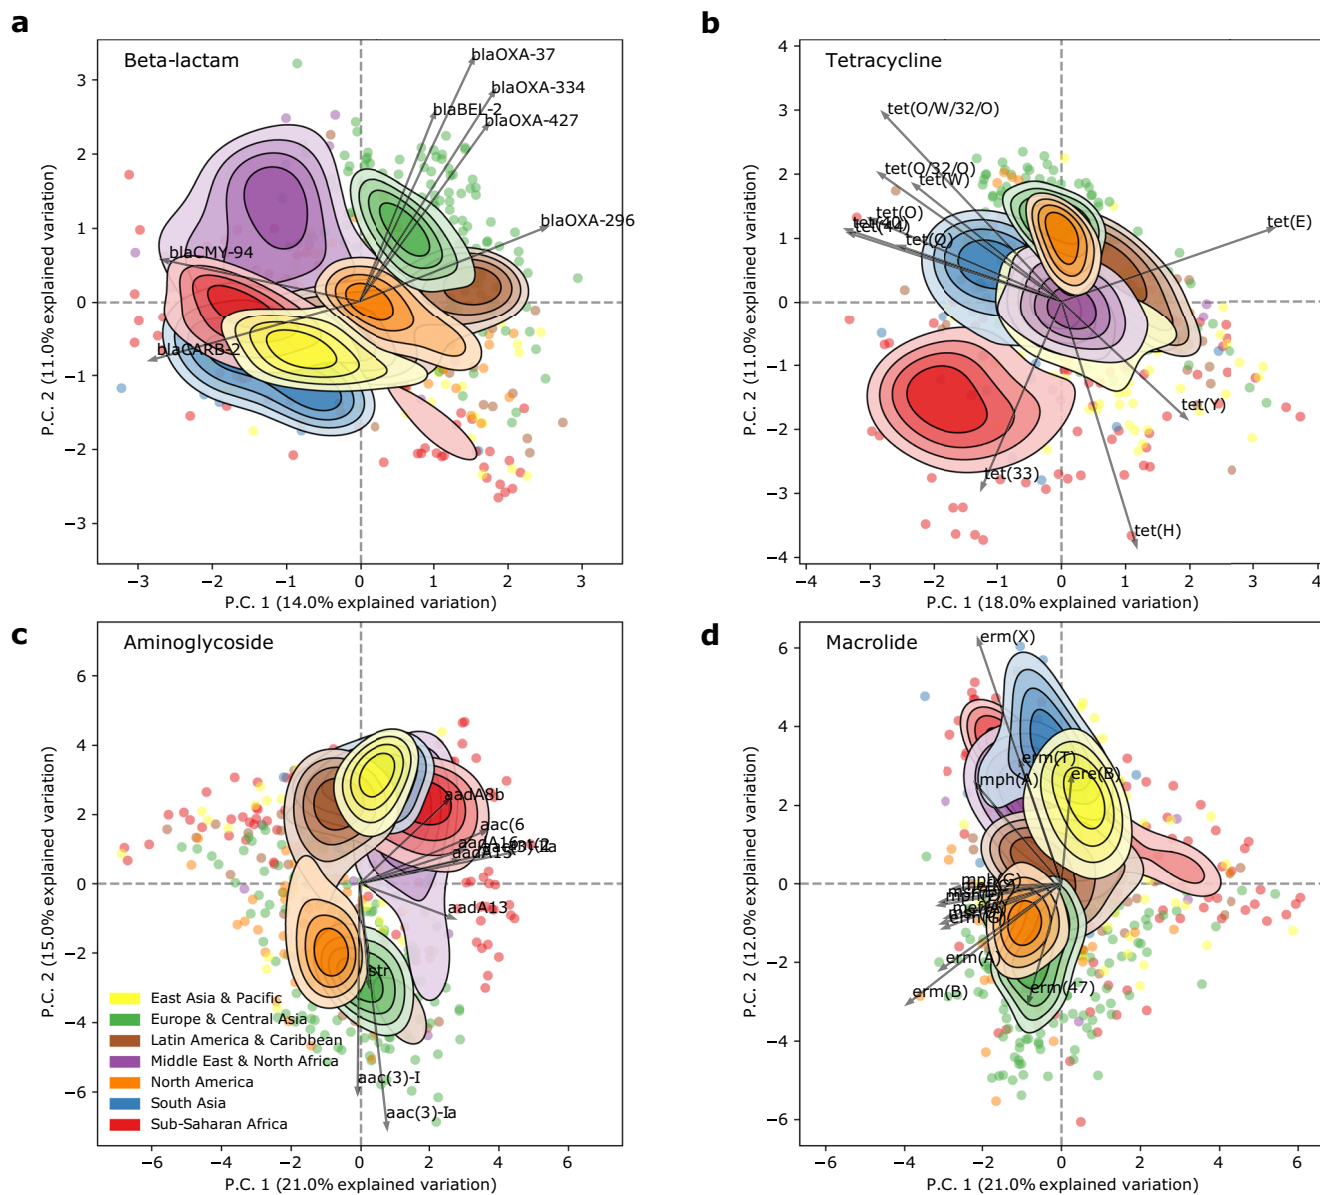 a
Beta-lactam
blaOXA-37
blaOXA-334
blaBEL-2
blaOXA-427
blaOXA-296
blaCMY-94
blaCARB-2
3
2
1
0
−1
−2
−3
−3
−2
−1
0
1
2
3
P.C. 1 (14.0% explained variation)
P.C. 2 (11.0% explained variation)
b
Tetracycline
tet(O/W/32/O)
tet(O/32/O)
tet(W)
tet(O)
tet(44)
tet(Q)
tet(E)
tet(Y)
tet(33)
tet(H)
4
3
2
1
0
−1
−2
−3
−4
−4
−3
−2
−1
0
1
2
3
4
P.C. 1 (18.0% explained variation)
P.C. 2 (11.0% explained variation)
c
Aminoglycoside
aadA8b
aac(6
aadA16
aadA15
aadA13
str
aac(3)-I
aac(3)-Ia
East Asia & Pacific
Europe & Central Asia
Latin America & Caribbean
Middle East & North Africa
North America
South Asia
Sub-Saharan Africa
6
4
2
0
−2
−4
−6
−6
−4
−2
0
2
4
6
P.C. 1 (21.0% explained variation)
P.C. 2 (15.0% explained variation)
d
Macrolide
erm(X)
erm(T)
ere(B)
mph(A)
mph(G)
erm(G)
erm(A)
erm(B)
erm(47)
6
4
2
0
−2
−4
−6
−6
−4
−2
0
2
4
6
P.C. 1 (21.0% explained variation)
P.C. 2 (12.0% explained variation)